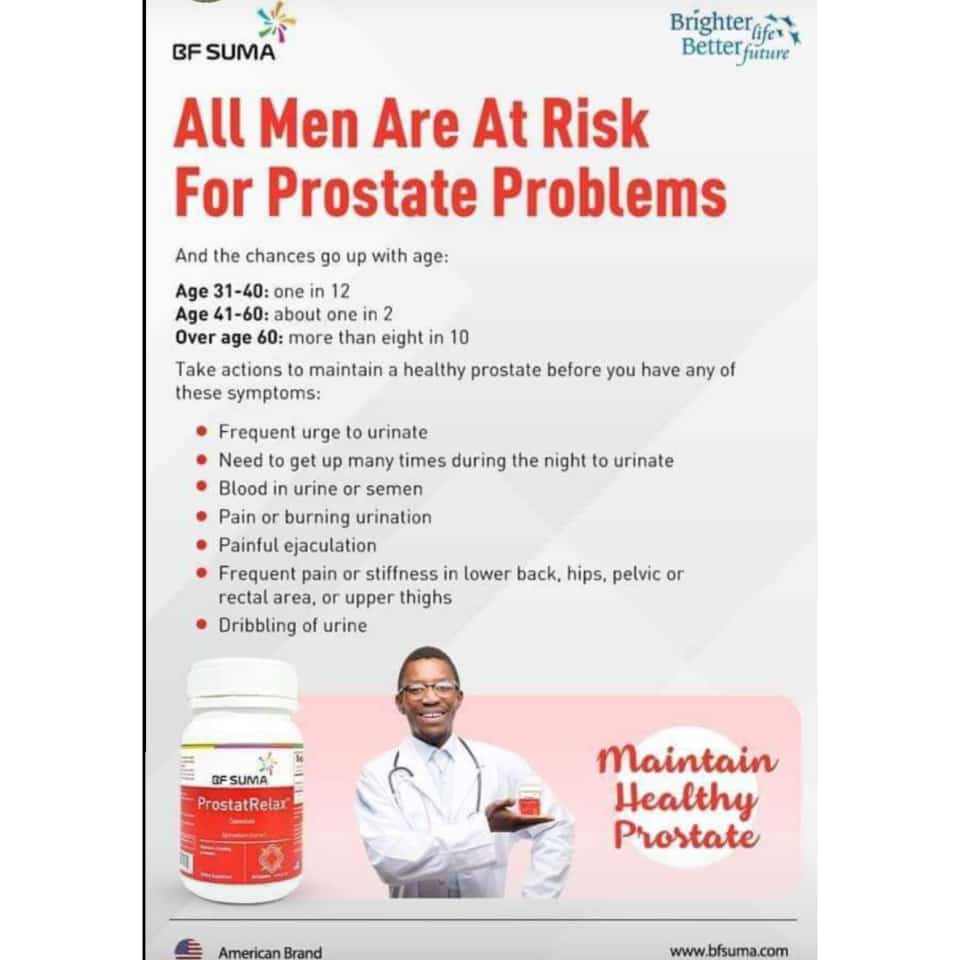 BF SUMA
Brighter life
Better future
All Men Are At Risk
For Prostate Problems
And the chances go up with age:
Age 31-40: one in 12
Age 41-60: about one in 2
Over age 60: more than eight in 10
Take actions to maintain a healthy prostate before you have any of
these symptoms:
Frequent urge to urinate
Need to get up many times during the night to urinate
Blood in urine or semen
Pain or burning urination
Painful ejaculation
Frequent pain or stiffness in lower back, hips, pelvic or
rectal area, or upper thighs
Dribbling of urine
BF SUMA
ProstatRelax
Capsules
Maintain
Healthy
Prostate
American Brand
www.bfsuma.com